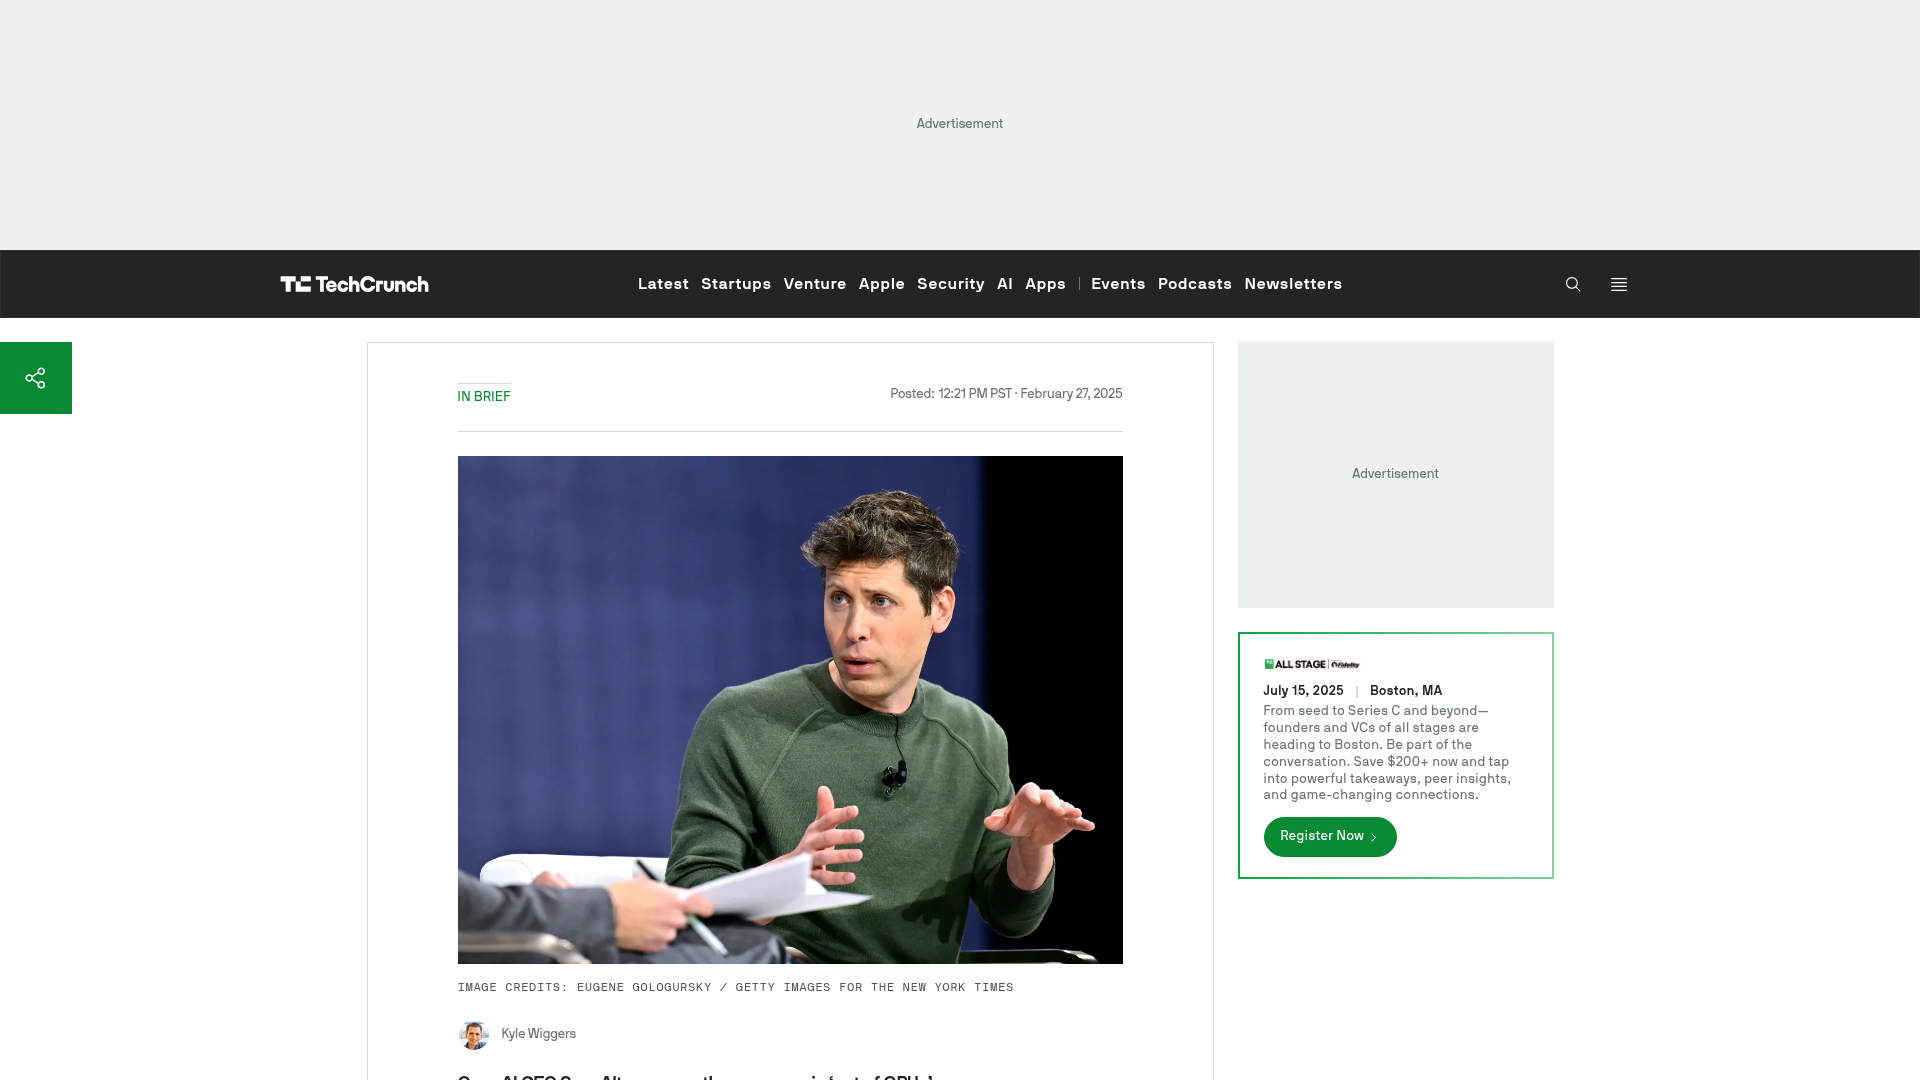 Advertisement
TechCrunch
Latest Startups Venture Apple Security AI Apps | Events Podcasts Newsletters
IN BRIEF
Posted: 12:21 PM PST · February 27, 2025
Advertisement
IMAGE CREDITS: EUGENE GOLOGURSKY / GETTY IMAGES FOR THE NEW YORK TIMES
Kyle Wiggers
ALL STAGE | Fidelity
July 15, 2025 | Boston, MA
From seed to Series C and beyond—
founders and VCs of all stages are
heading to Boston. Be part of the
conversation. Save $200+ now and tap
into powerful takeaways, peer insights,
and game-changing connections.
Register Now